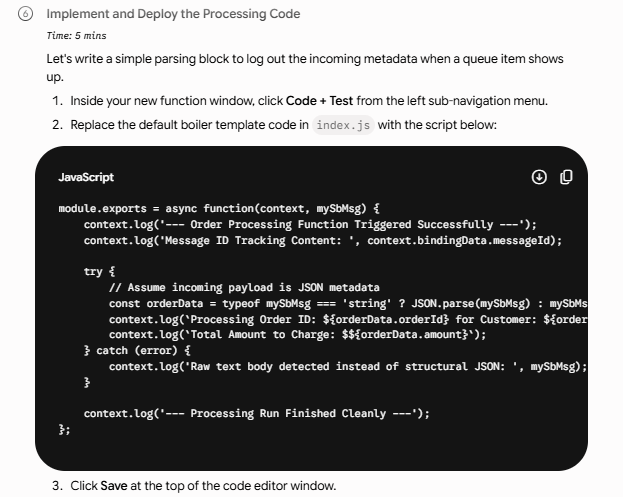 6 Implement and Deploy the Processing Code
Time: 5 mins
Let's write a simple parsing block to log out the incoming metadata when a queue item shows
up.
1. Inside your new function window, click Code + Test from the left sub-navigation menu.
2. Replace the default boiler template code in index.js with the script below:
JavaScript
module.exports = async function(context, mySbMsg) {
    context.log('--- Order Processing Function Triggered Successfully ---');
    context.log('Message ID Tracking Content: ', context.bindingData.messageId);
    try {
        // Assume incoming payload is JSON metadata
        const orderData = typeof mySbMsg === 'string' ? JSON.parse(mySbMsg) : mySbMs
        context.log(`Processing Order ID: ${orderData.orderId} for Customer: ${order
        context.log(`Total Amount to Charge: $${orderData.amount}`);
    } catch (error) {
        context.log('Raw text body detected instead of structural JSON: ', mySbMsg);
    }
    context.log('--- Processing Run Finished Cleanly ---');
};
3. Click Save at the top of the code editor window.